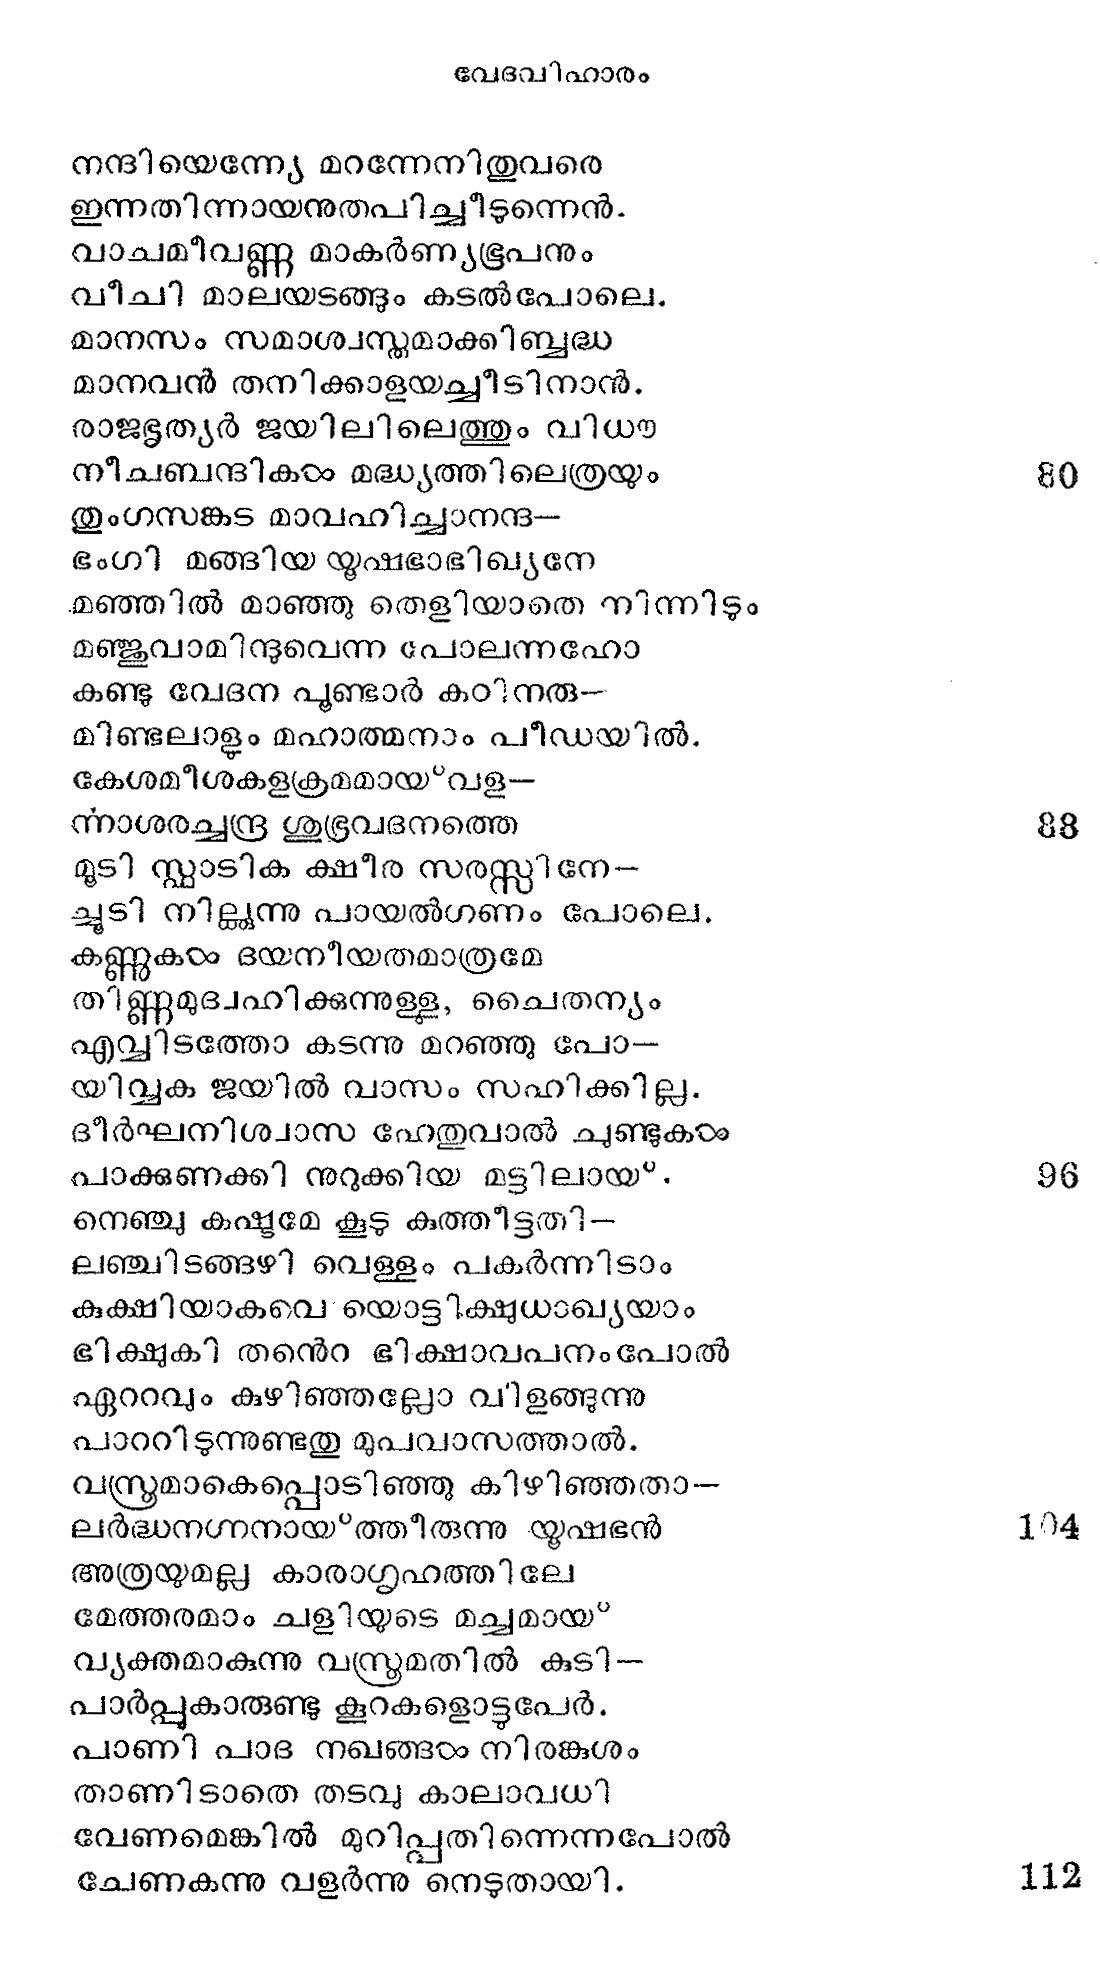 വേദവിഹാരം
നന്ദിയെന്ന്യേ മറന്നേനിതുവരെ
ഇന്നതിന്നായനുതപിച്ചീടുന്നെൻ.
വാചമീവണ്ണ മാകർണ്യഭൂപനും
വീചി മാലയടങ്ങും കടൽപോലെ.
മാനസം സമാശ്വസ്തമാക്കിബ്ബദ്ധ
മാനവൻ തനിക്കാളയച്ചീടിനാൻ.
രാജഭൃത്യർ ജയിലിലെത്തും വിധൗ
നീചബന്ദികൾ മദ്ധ്യത്തിലെത്രയും 80
തുംഗസങ്കട മാവഹിച്ചാനന്ദ—
ഭംഗി മങ്ങിയ യൂഷഭാഭിഖ്യനേ
മഞ്ഞിൽ മാഞ്ഞു തെളിയാതെ നിന്നിടും
മഞ്ജുവാമിന്ദുവെന്ന പോലന്നഹോ
കണ്ടു വേദന പൂണ്ടാർ കഠിനരു—
മിണ്ടലാളും മഹാത്മനാം പീഡയിൽ.
കേശമീശകളക്രമമായ്‌വള—
ർന്നാശരച്ചന്ദ്ര ശുഭ്രവദനത്തെ 88
മൂടി സ്ഫാടിക ക്ഷീര സരസ്സിനേ—
ച്ചൂടി നില്ക്കുന്ന പായൽഗണം പോലെ.
കണ്ണുകൾ ദയനീയതമാത്രമേ
തിണ്ണമുദ്വഹിക്കുന്നുള്ളൂ, ചൈതന്യം
എവ്വിടത്തോ കടന്നു മറഞ്ഞു പോ—
യിവ്വക ജയിൽ വാസം സഹിക്കില്ല.
ദീർഘനിശ്വാസ ഹേതുവാൽ ചുണ്ടുകൾ
പാക്കുണക്കി നുറുക്കിയ മട്ടിലായ്.  96
നെഞ്ചു കഷ്ടമേ കൂടു കുത്തീട്ടതി—
ലഞ്ചിടങ്ങഴി വെള്ളം പകർന്നിടാം
കുക്ഷിയാകവെ യൊട്ടിക്ഷുധാഖ്യയാം
ഭിക്ഷുകി തൻെറ ഭിക്ഷാവപനംപോൽ
ഏററവും കുഴിഞ്ഞല്ലോ വിളങ്ങുന്നു
പാററിടുന്നുണ്ടതു മുപവാസത്താൽ.
വസ്ത്രമാകെപ്പൊടിഞ്ഞു കിഴിഞ്ഞതാ—
ലർദ്ധനഗ്നനായ്ത്തീരുന്നു യൂഷഭൻ 104
അത്രയുമല്ല കാരാഗൃഹത്തിലേ
മേത്തരമാം ചളിയുടെ മച്ചമായ്
വ്യക്തമാകുന്നു വസ്ത്രമതിൽ കുടി—
പാർപ്പുകാരുണ്ടു കൂറകളൊട്ടുപേർ.
പാണി പാദ നഖങ്ങൾ നിരങ്കുശം
താണിടാതെ തടവു കാലാവധി
വേണമെങ്കിൽ മുറിപ്പതിന്നെന്നപോൽ
ചേണകന്നു വളർന്നു നെടുതായി. 112